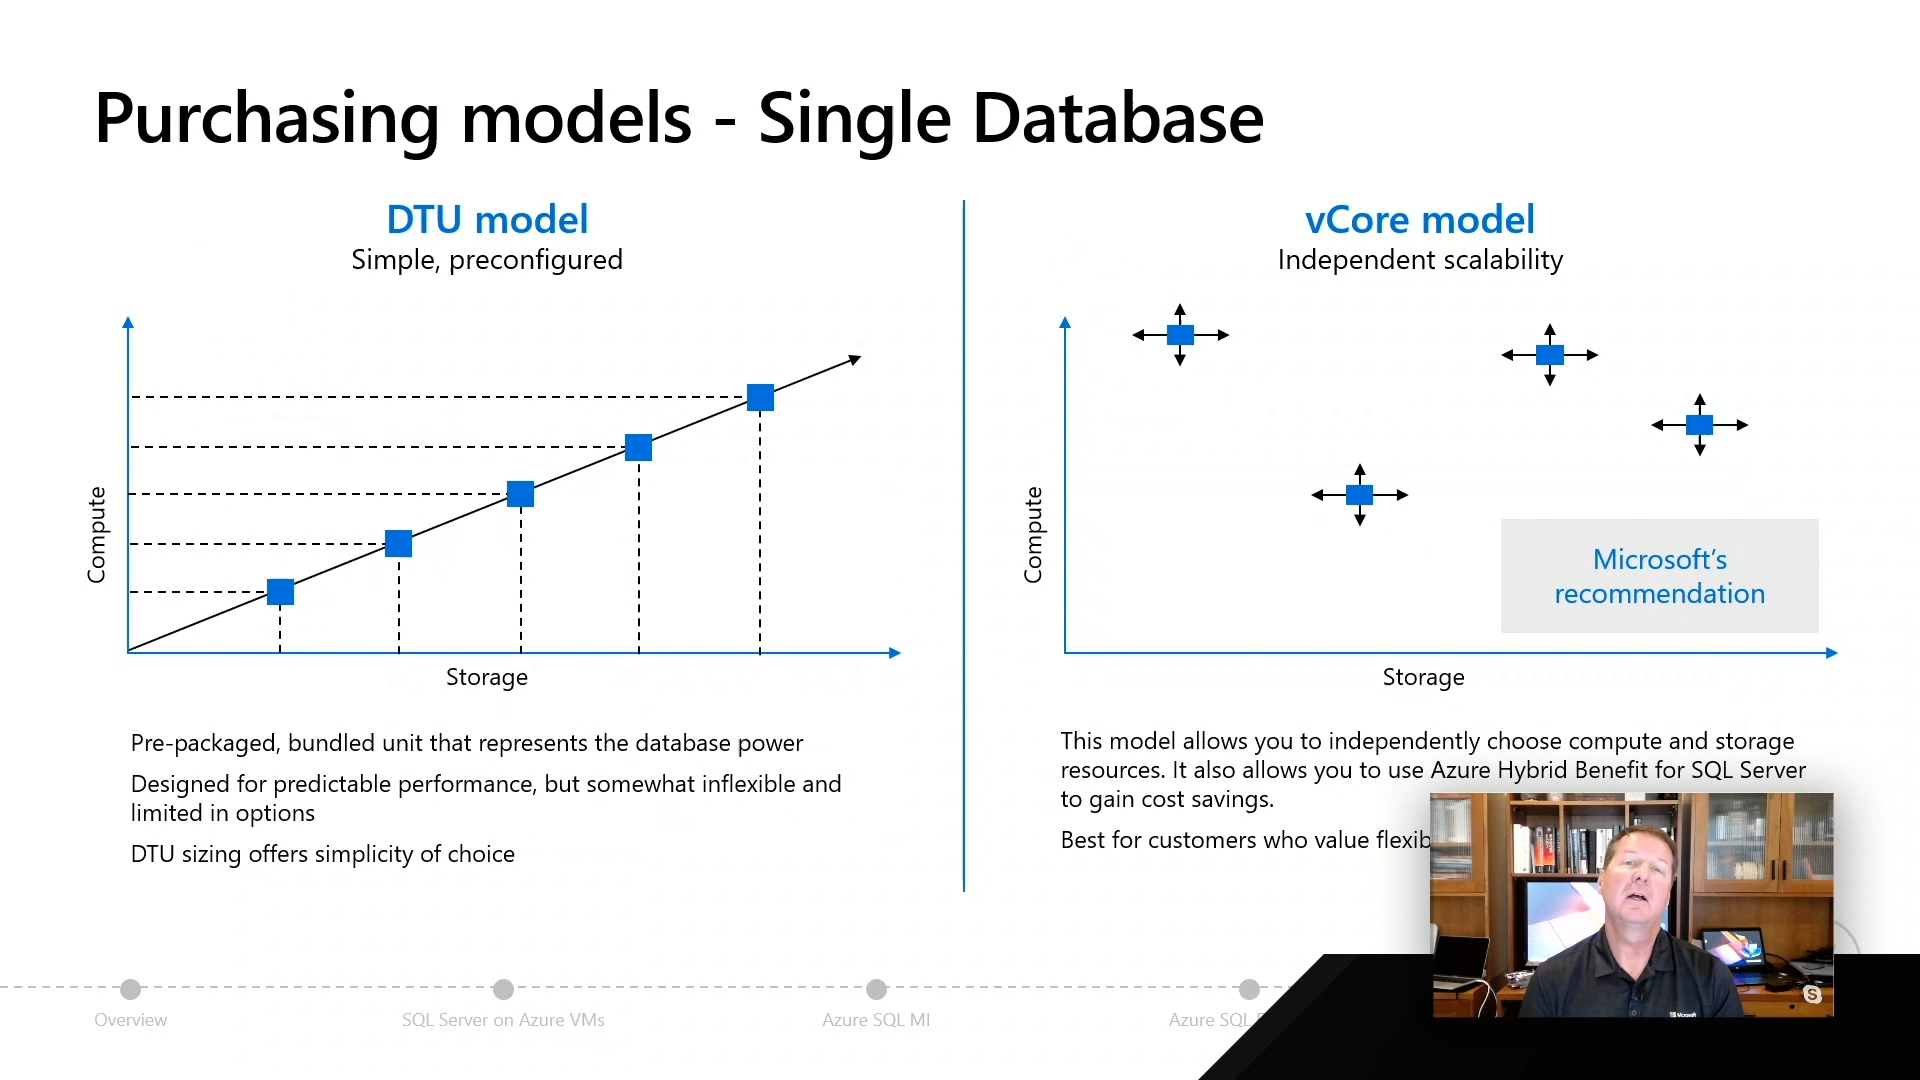 Purchasing models - Single Database
DTU model
Simple, preconfigured
Compute
Storage
Pre-packaged, bundled unit that represents the database power
Designed for predictable performance, but somewhat inflexible and
limited in options
DTU sizing offers simplicity of choice
vCore model
Independent scalability
Compute
Microsoft's
recommendation
Storage
This model allows you to independently choose compute and storage
resources. It also allows you to use Azure Hybrid Benefit for SQL Server
to gain cost savings.
Best for customers who value
Overview
SQL Server on Azure VMs
Azure SQL MI
Azure SQL
Microsoft